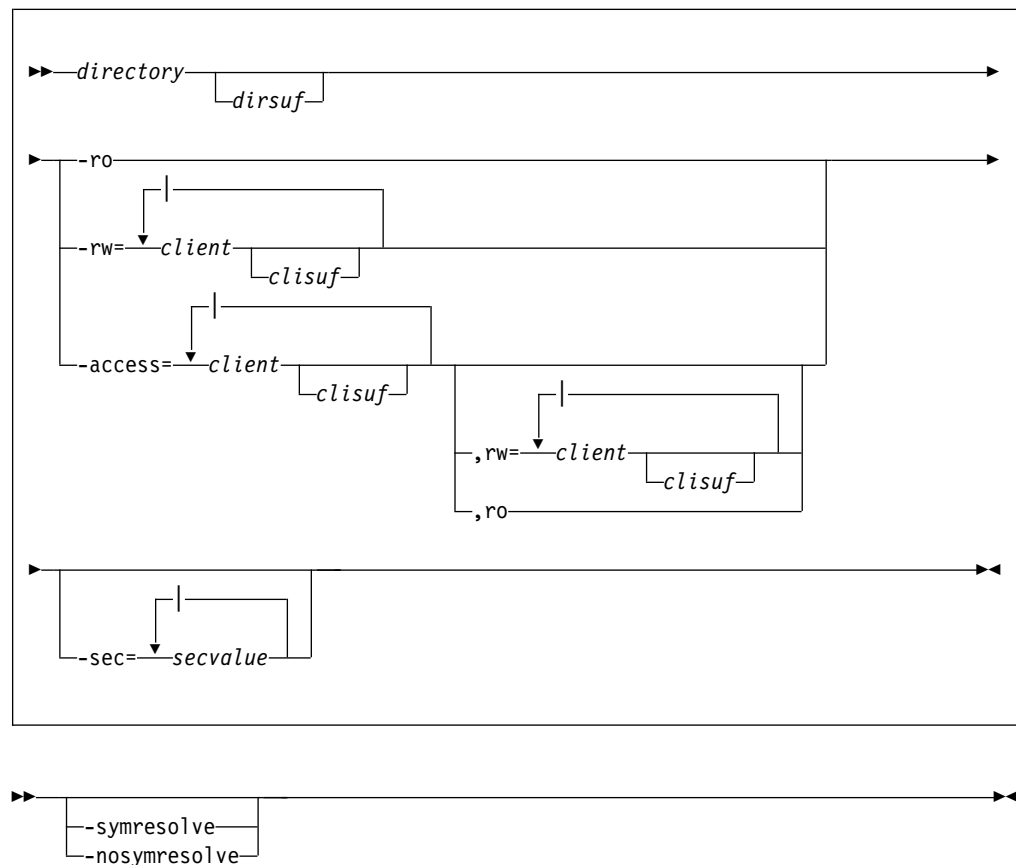 directory
dirsuf
-ro
|
-rw= client
clisuf
|
-access= client
clisuf
|
,rw= client
clisuf
,ro
|
-sec= secvalue
-symresolve
-nosymresolve